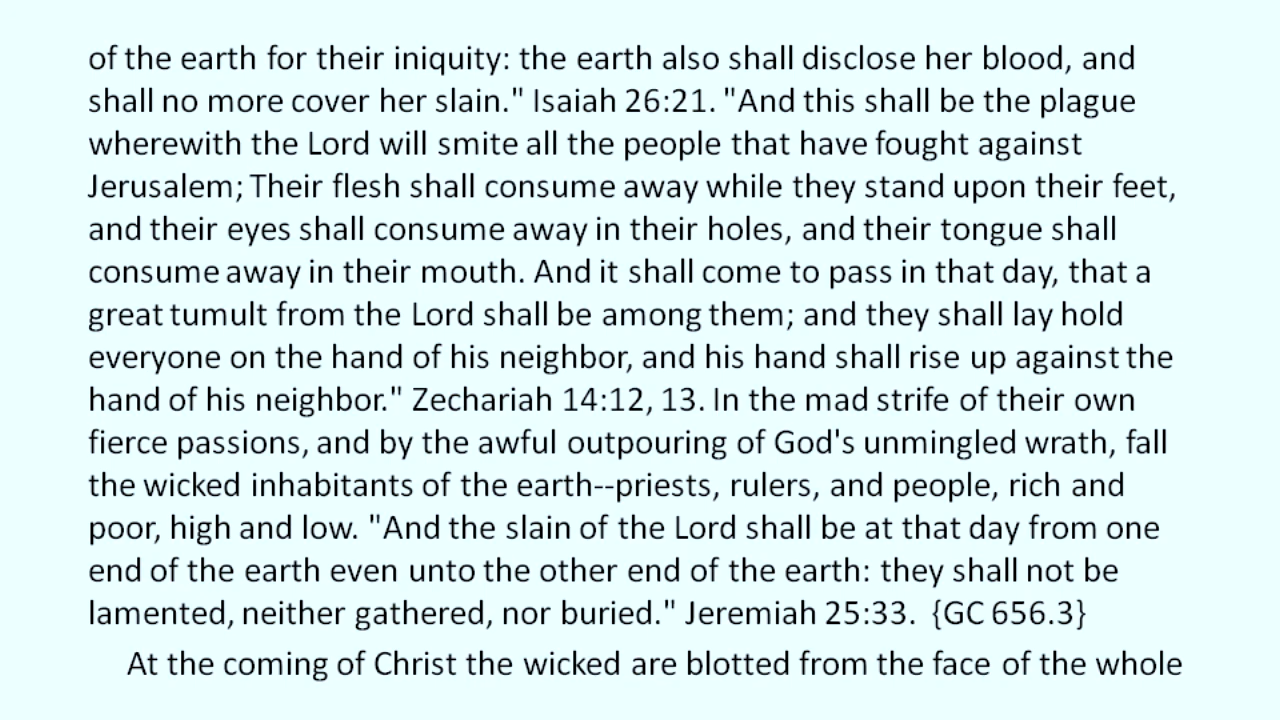 of the earth for their iniquity: the earth also shall disclose her blood, and
shall no more cover her slain." Isaiah 26:21. "And this shall be the plague
wherewith the Lord will smite all the people that have fought against
Jerusalem; Their flesh shall consume away while they stand upon their feet,
and their eyes shall consume away in their holes, and their tongue shall
consume away in their mouth. And it shall come to pass in that day, that a
great tumult from the Lord shall be among them; and they shall lay hold
everyone on the hand of his neighbor, and his hand shall rise up against the
hand of his neighbor." Zechariah 14:12, 13. In the mad strife of their own
fierce passions, and by the awful outpouring of God's unmingled wrath, fall
the wicked inhabitants of the earth--priests, rulers, and people, rich and
poor, high and low. "And the slain of the Lord shall be at that day from one
end of the earth even unto the other end of the earth: they shall not be
lamented, neither gathered, nor buried." Jeremiah 25:33. {GC 656.3}
At the coming of Christ the wicked are blotted from the face of the whole